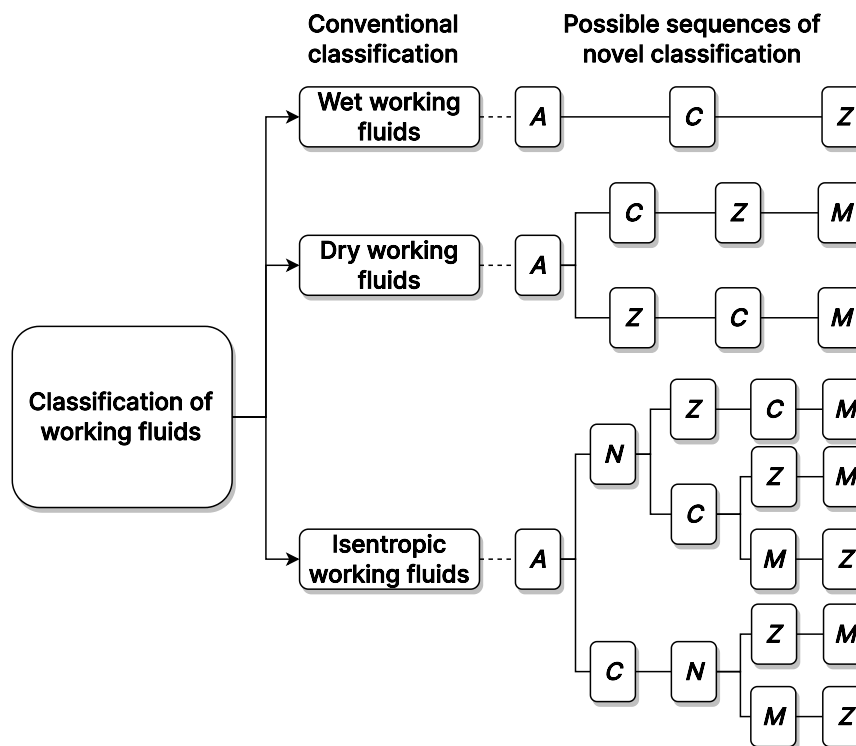 Conventional
classification
Possible sequences of
novel classification
Wet working
fluids
A C Z
Dry working
fluids
A
C Z M
Z C M
Classification of
working fluids
Isentropic
working fluids
A
N
Z C M
C
Z M
M Z
C N
Z M
M Z